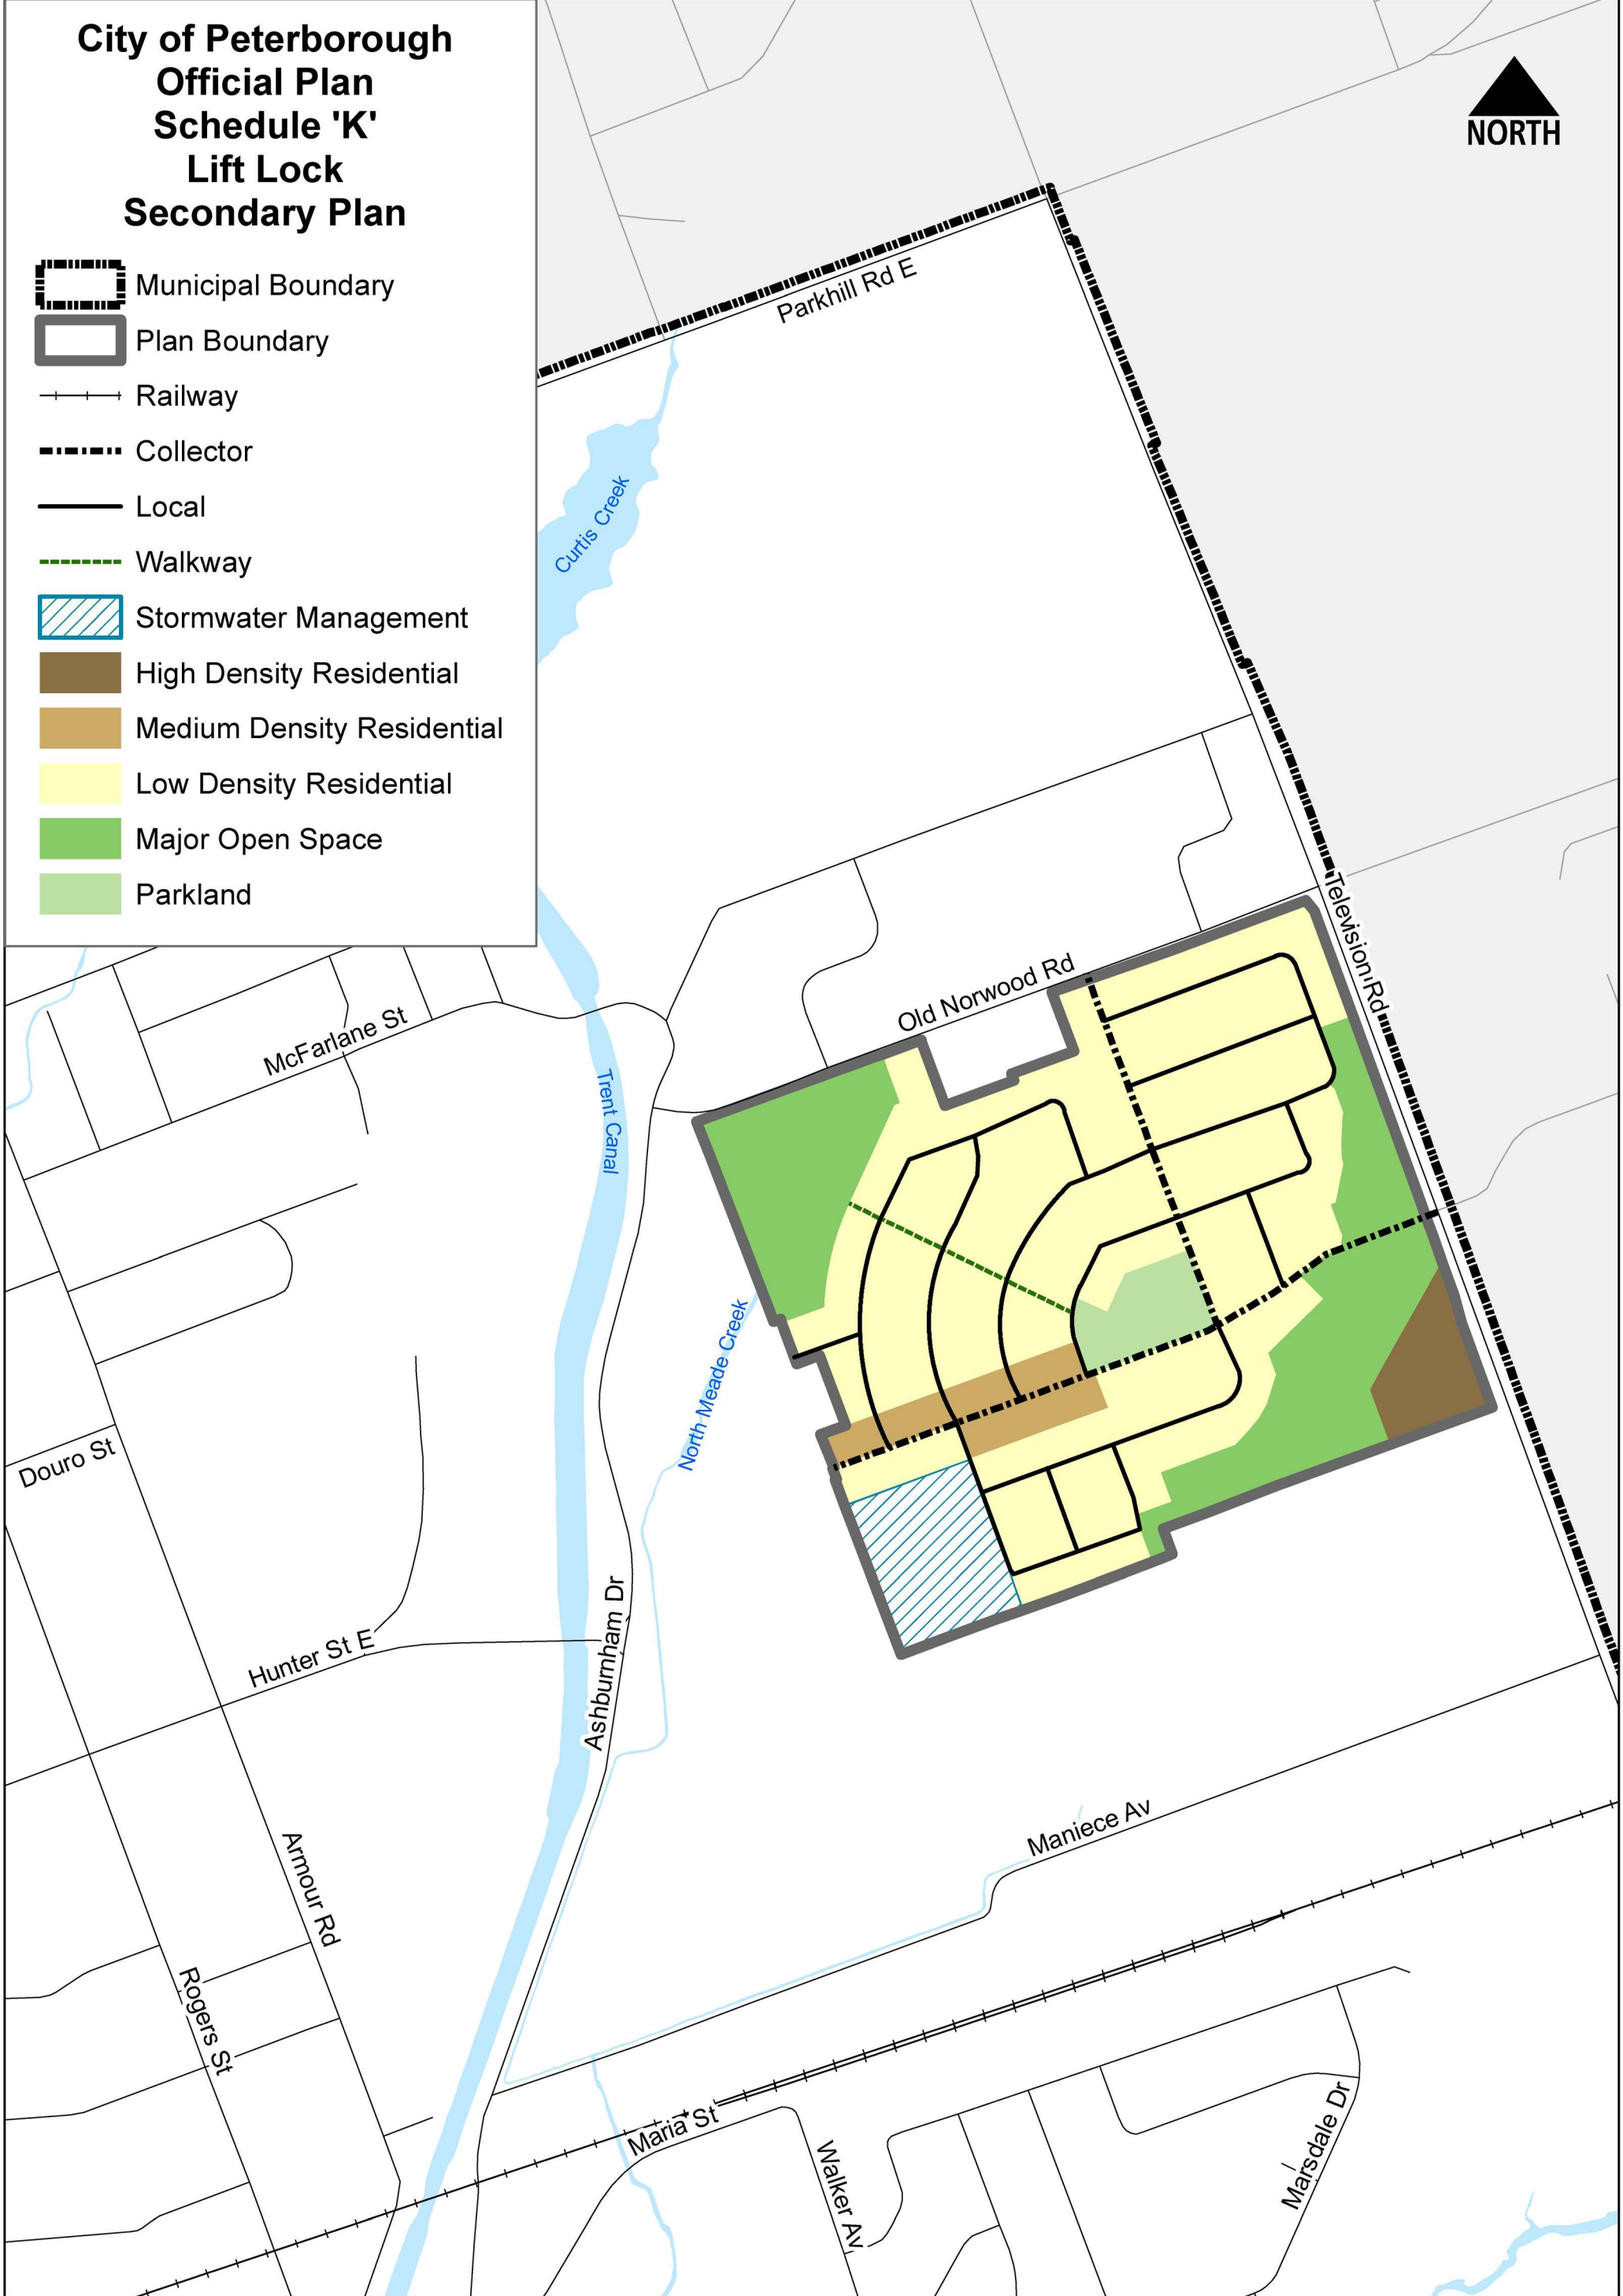 City of Peterborough
Official Plan
Schedule 'K'
Lift Lock
Secondary Plan
Municipal Boundary
Plan Boundary
Railway
Collector
Local
Walkway
Stormwater Management
High Density Residential
Medium Density Residential
Low Density Residential
Major Open Space
Parkland
NORTH
Parkhill Rd E
Curtis Creek
Television Rd
Old Norwood Rd
McFarlane St
Trent Canal
North Meade Creek
Douro St
Hunter St E
Ashburnham Dr
Armour Rd
Maniece Av
Rogers St
Maria St
Walker Av
Marsdale Dr